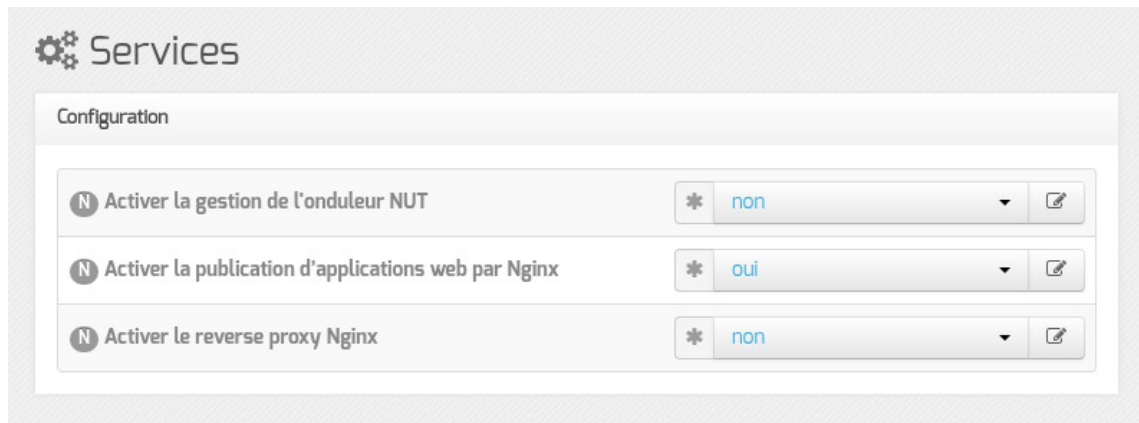 Services
Configuration
N Activer la gestion de l'onduleur NUT * non
N Activer la publication d'applications web par Nginx * oui
N Activer le reverse proxy Nginx * non